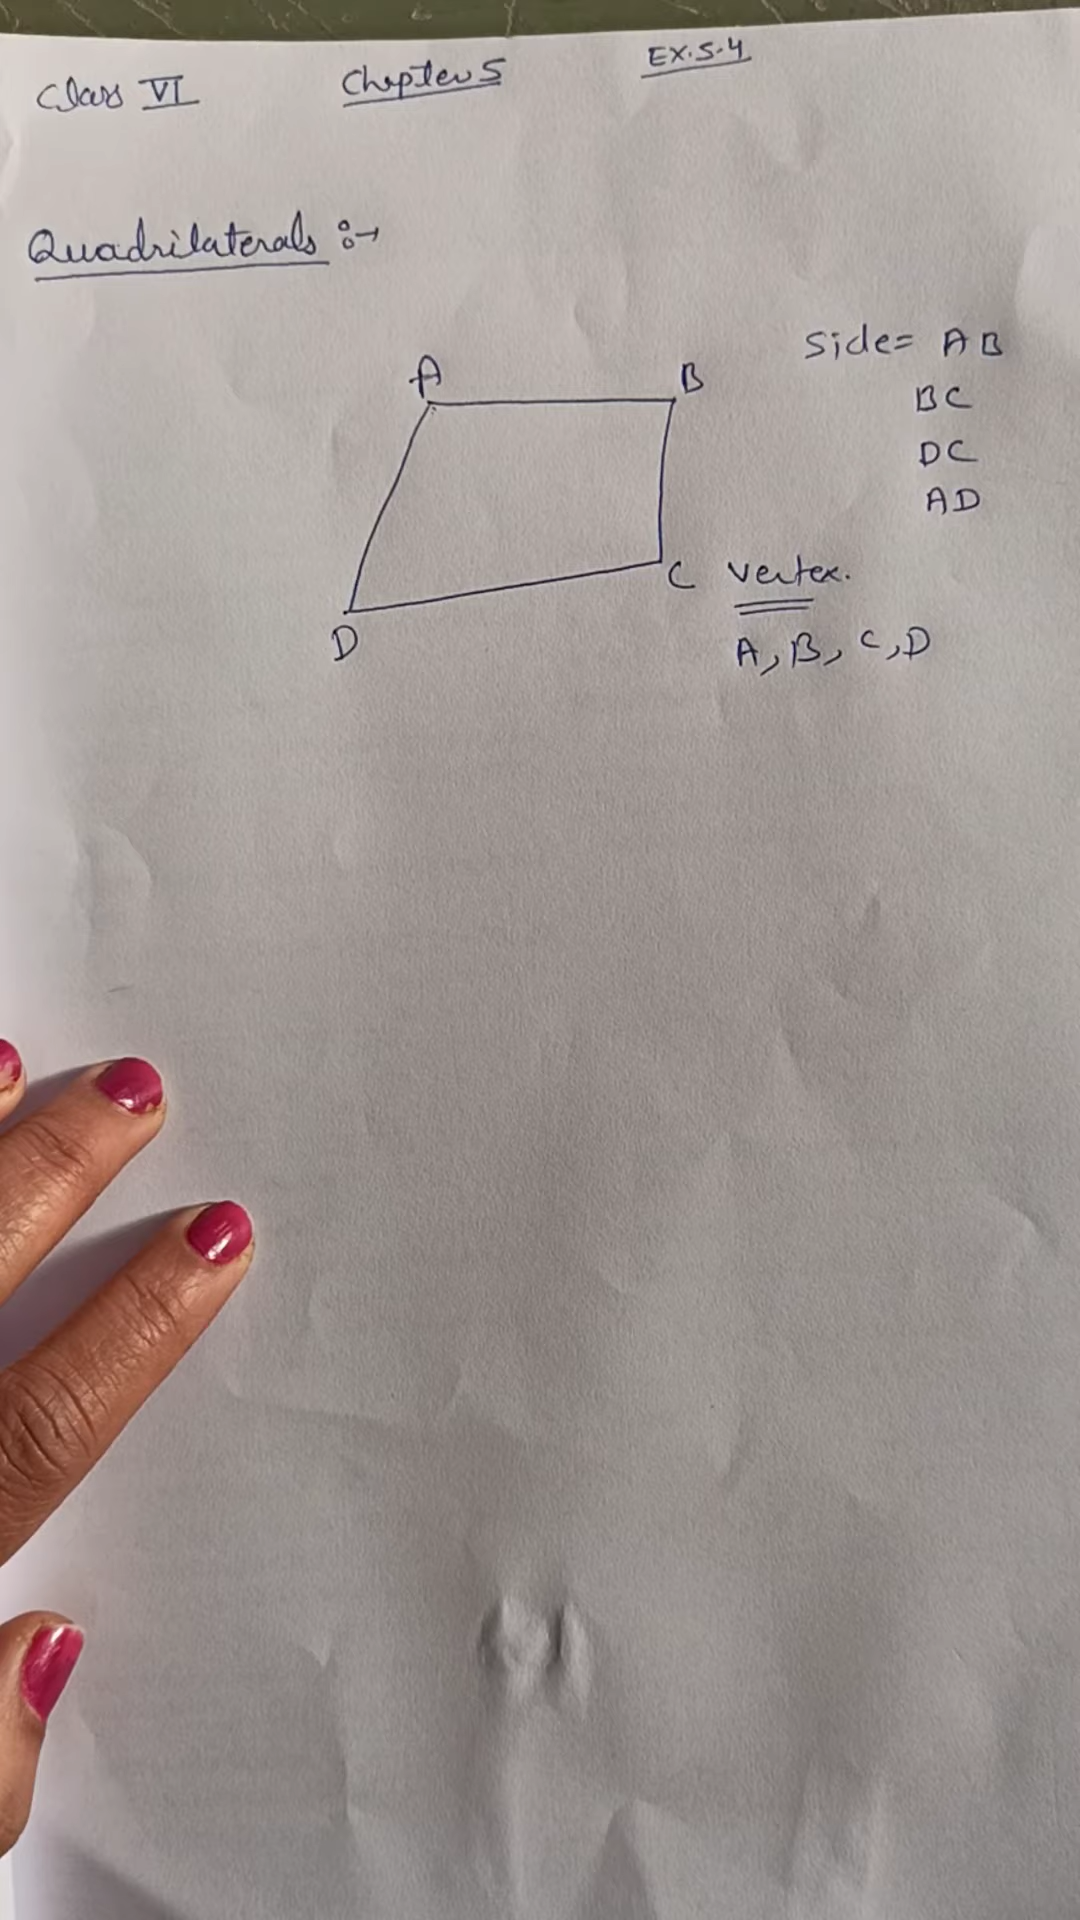 Class VI Chapter 5 Ex. 5.4
Quadrilaterals :→
A B
Side = AB
BC
DC
AD
C Vertex.
D
A, B, C, D